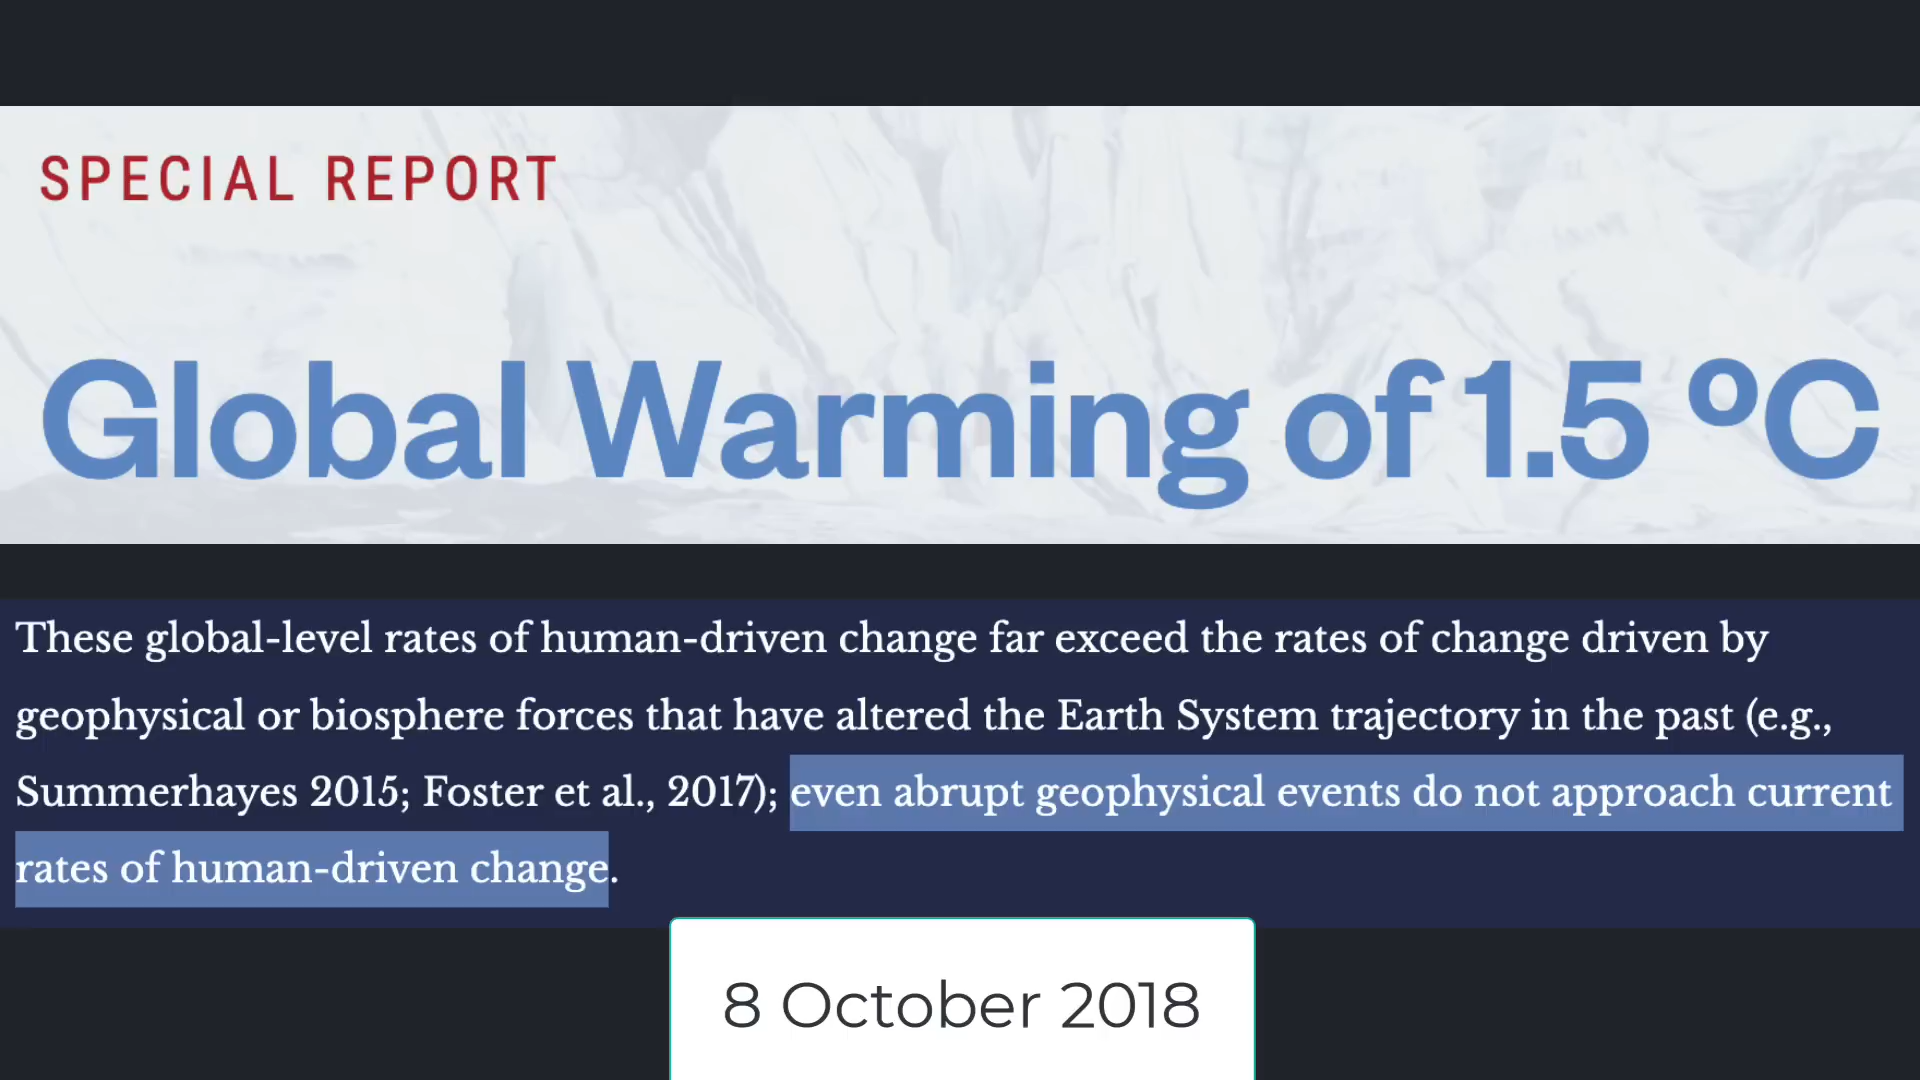 SPECIAL REPORT
Global Warming of 1.5 ºC
These global-level rates of human-driven change far exceed the rates of change driven by
geophysical or biosphere forces that have altered the Earth System trajectory in the past (e.g.,
Summerhayes 2015; Foster et al., 2017); even abrupt geophysical events do not approach current
rates of human-driven change.
8 October 2018